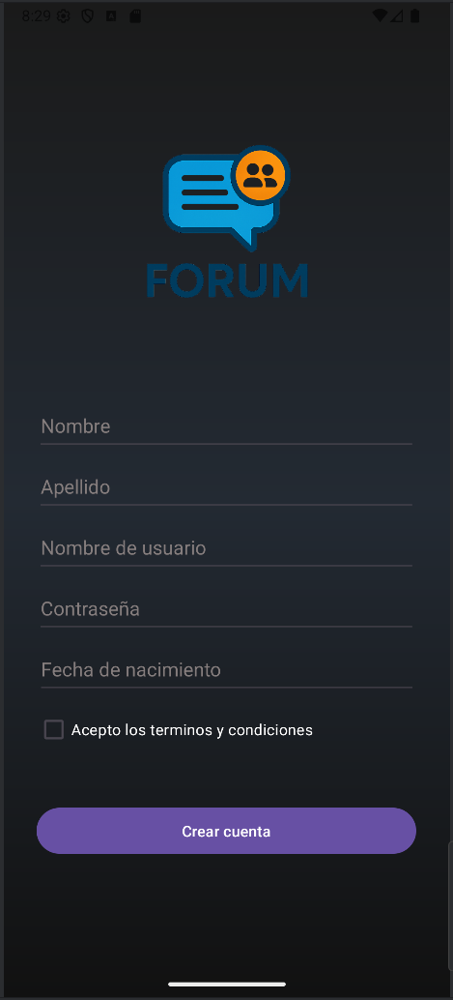 8:29
FORUM
Nombre
Apellido
Nombre de usuario
Contraseña
Fecha de nacimiento
Acepto los terminos y condiciones
Crear cuenta